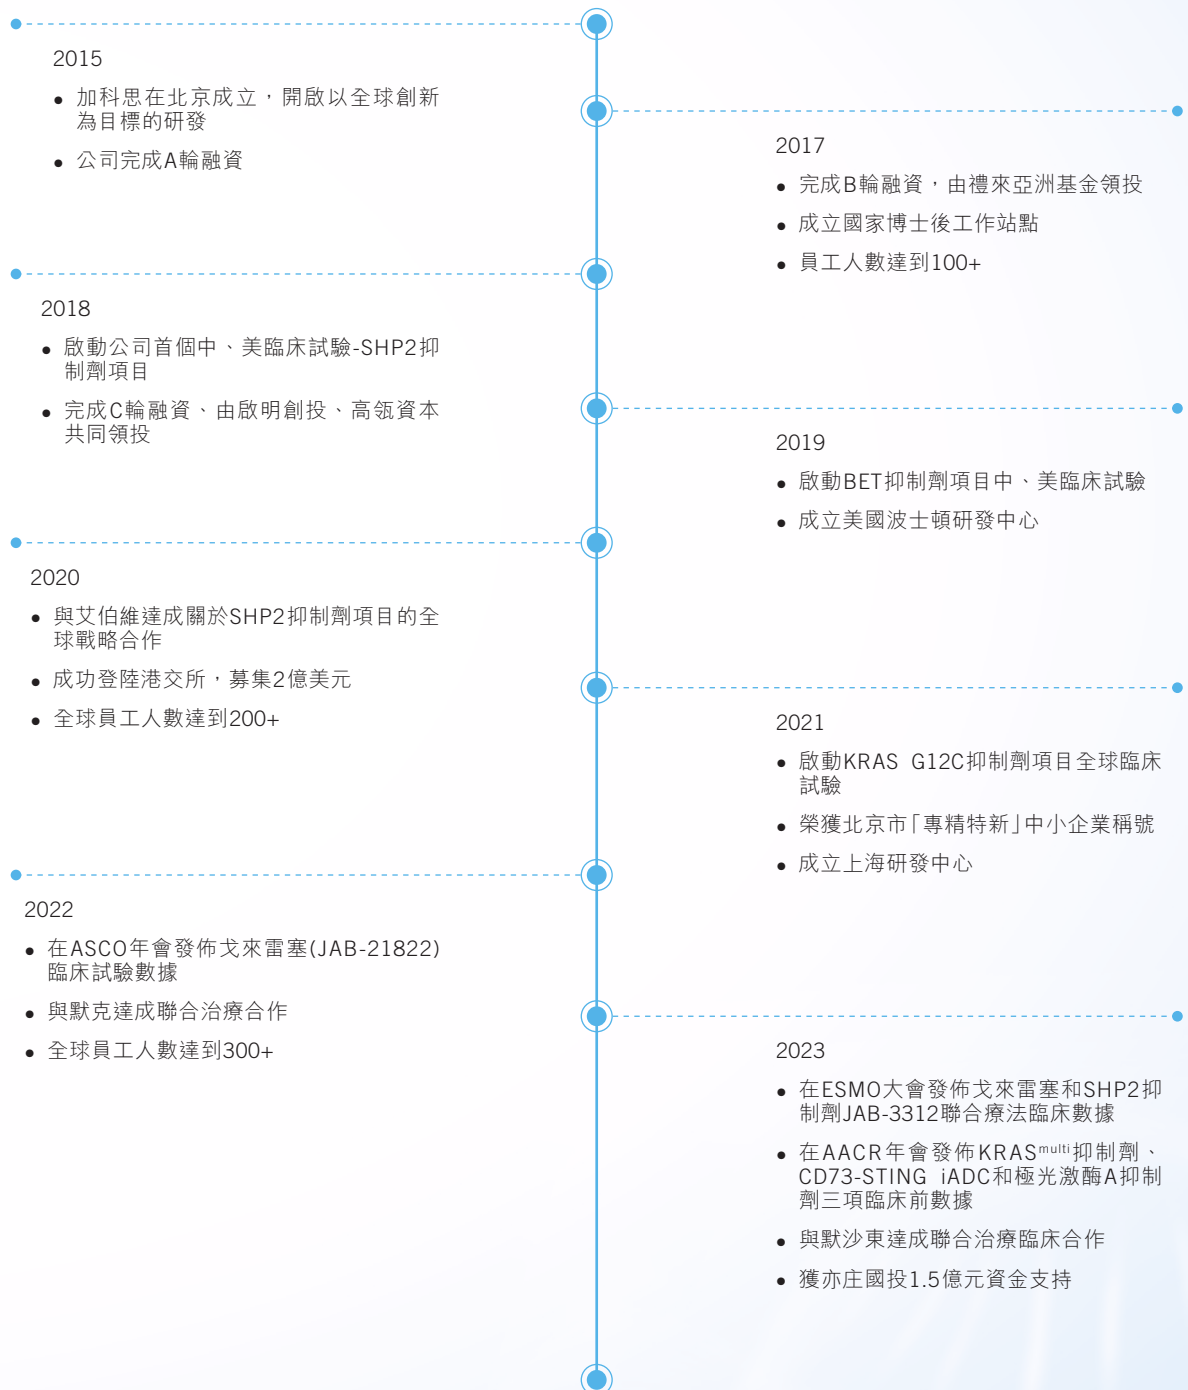 2015
● 加科思在北京成立，開啟以全球創新
為目標的研發
● 公司完成A輪融資
2017
● 完成B輪融資，由禮來亞洲基金領投
● 成立國家博士後工作站點
● 員工人數達到100+
2018
● 啟動公司首個中、美臨床試驗-SHP2抑
制劑項目
● 完成C輪融資、由啟明創投、高瓴資本
共同領投
2019
● 啟動BET抑制劑項目中、美臨床試驗
● 成立美國波士頓研發中心
2020
● 與艾伯維達成關於SHP2抑制劑項目的全
球戰略合作
● 成功登陸港交所，募集2億美元
● 全球員工人數達到200+
2021
● 啟動KRAS G12C抑制劑項目全球臨床
試驗
● 榮獲北京市「專精特新」中小企業稱號
● 成立上海研發中心
2022
● 在ASCO年會發佈戈來雷塞(JAB-21822)
臨床試驗數據
● 與默克達成聯合治療合作
● 全球員工人數達到300+
2023
● 在ESMO大會發佈戈來雷塞和SHP2抑
制劑JAB-3312聯合療法臨床數據
● 在AACR年會發佈KRASmulti抑制劑、
CD73-STING iADC和極光激酶A抑制
劑三項臨床前數據
● 與默沙東達成聯合治療臨床合作
● 獲亦庄國投1.5億元資金支持